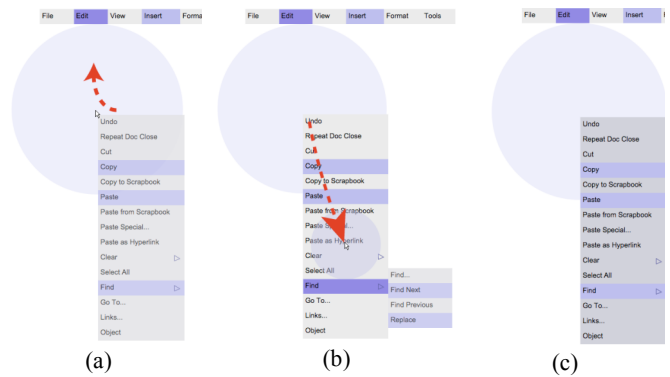 File Edit View Insert Forma
Undo
Repeat Doc Close
Cut
Copy
Copy to Scrapbook
Paste
Paste from Scrapbook
Paste Special...
Paste as Hyperlink
Clear
Select All
Find
Go To...
Links...
Object
(a)
File Edit View Insert Format Tools
Undo
Repeat Doc Close
Cut
Copy
Copy to Scrapbook
Paste
Paste from Scrapbook
Paste Special...
Paste as Hyperlink
Clear
Select All
Find
Go To...
Links...
Object
Find...
Find Next
Find Previous
Replace
(b)
File Edit View Insert
Undo
Repeat Doc Close
Cut
Copy
Copy to Scrapbook
Paste
Paste from Scrapbook
Paste Special...
Paste as Hyperlink
Clear
Select All
Find
Go To...
Links...
Object
(c)